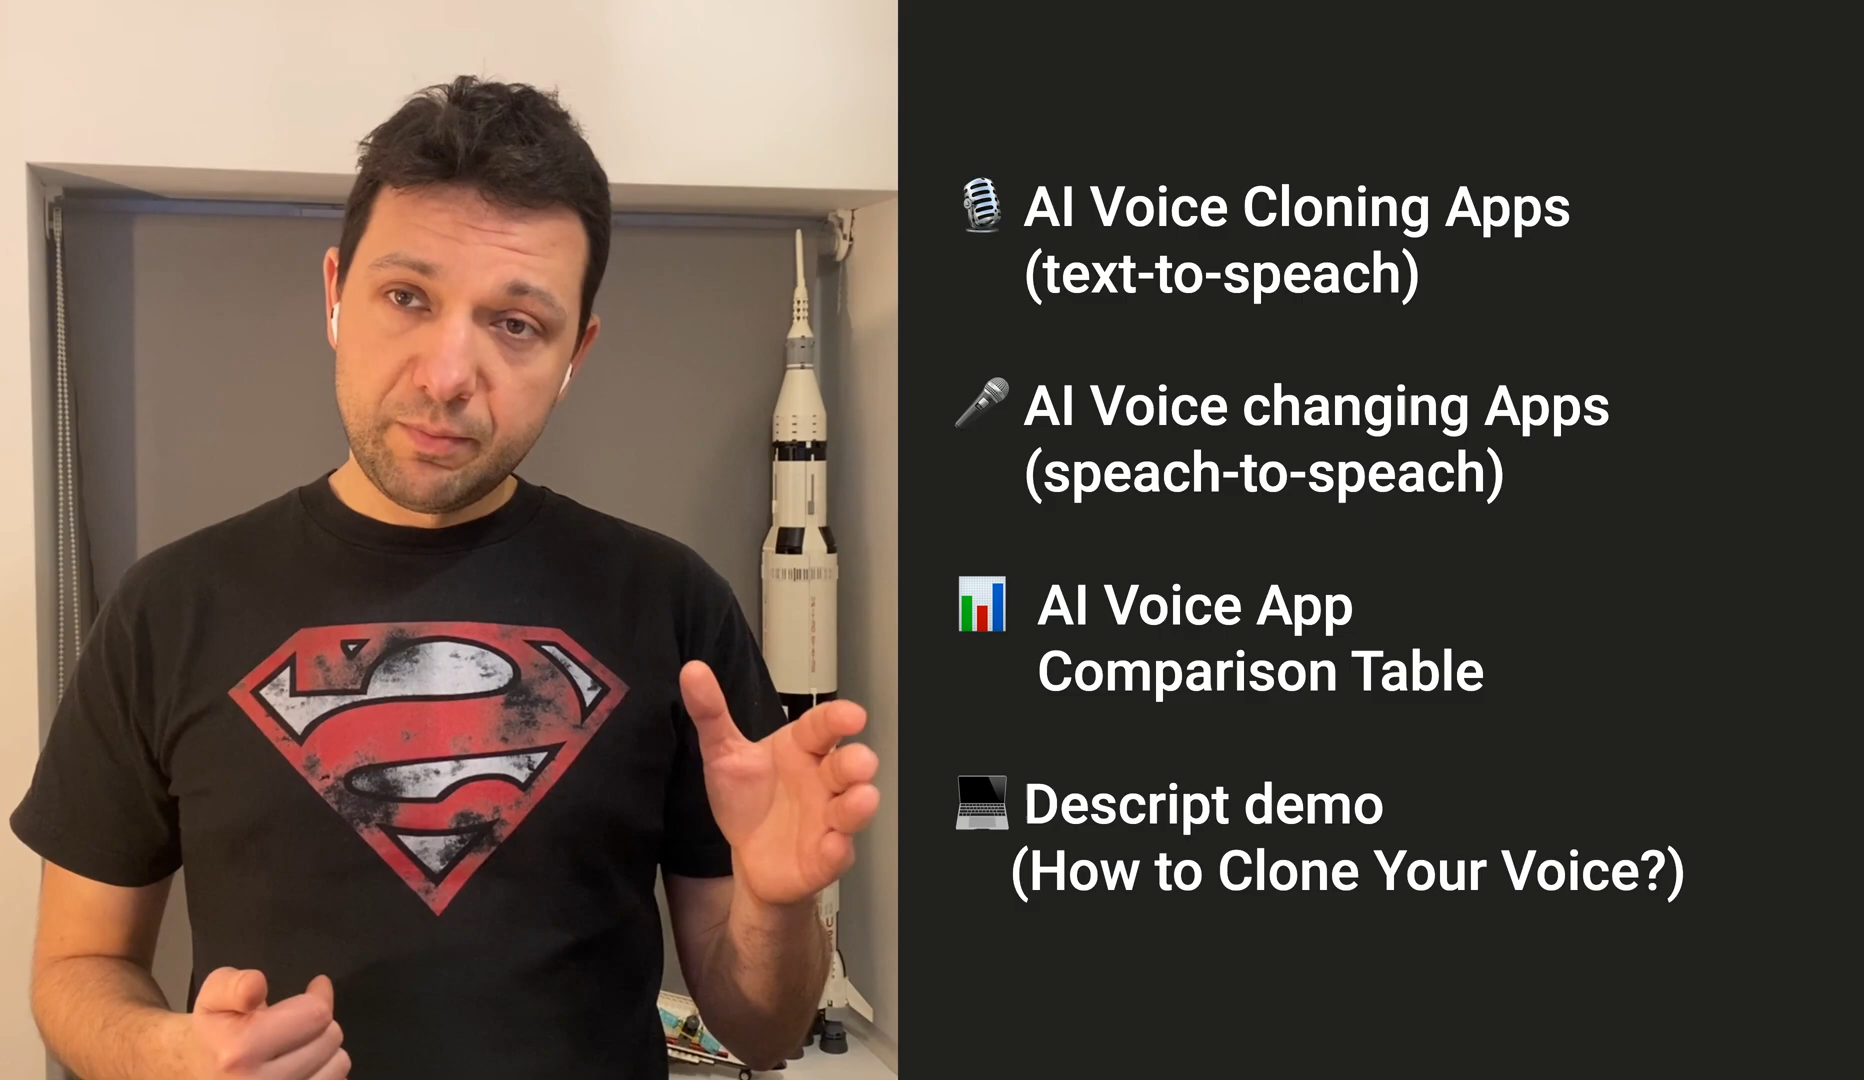 🎙️ AI Voice Cloning Apps
(text-to-speach)
🎤 AI Voice changing Apps
(speach-to-speach)
📊 AI Voice App
Comparison Table
💻 Descript demo
(How to Clone Your Voice?)